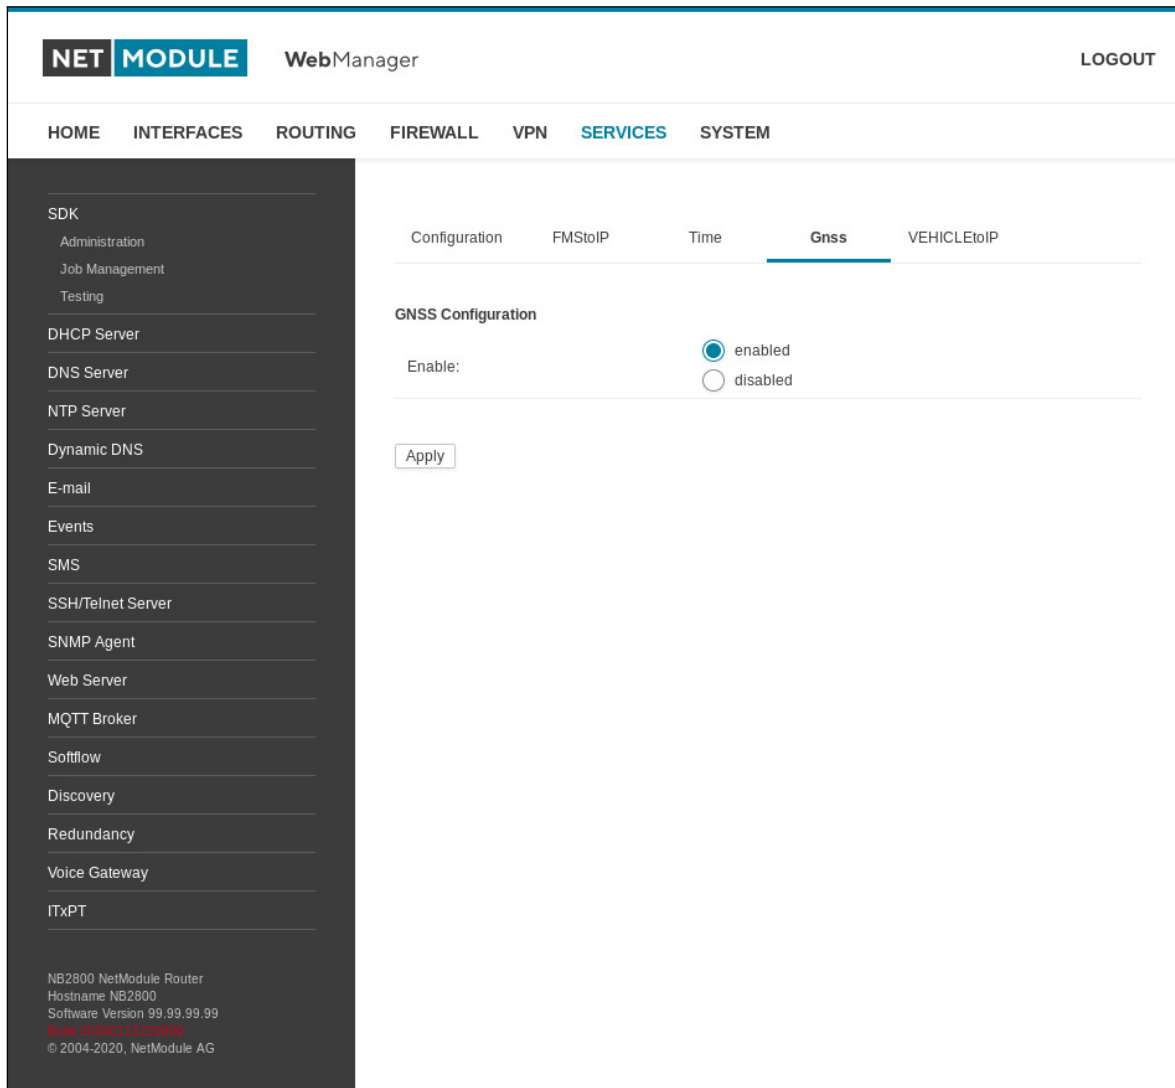 NET MODULE WebManager LOGOUT
HOME INTERFACES ROUTING FIREWALL VPN SERVICES SYSTEM
SDK
Administration
Job Management
Testing
DHCP Server
DNS Server
NTP Server
Dynamic DNS
E-mail
Events
SMS
SSH/Telnet Server
SNMP Agent
Web Server
MQTT Broker
Softflow
Discovery
Redundancy
Voice Gateway
ITxPT
NB2800 NetModule Router
Hostname NB2800
Software Version 99.99.99.99
Build
© 2004-2020, NetModule AG
Configuration FMStoIP Time Gnss VEHICLEtoIP
GNSS Configuration
Enable:
enabled
disabled
Apply